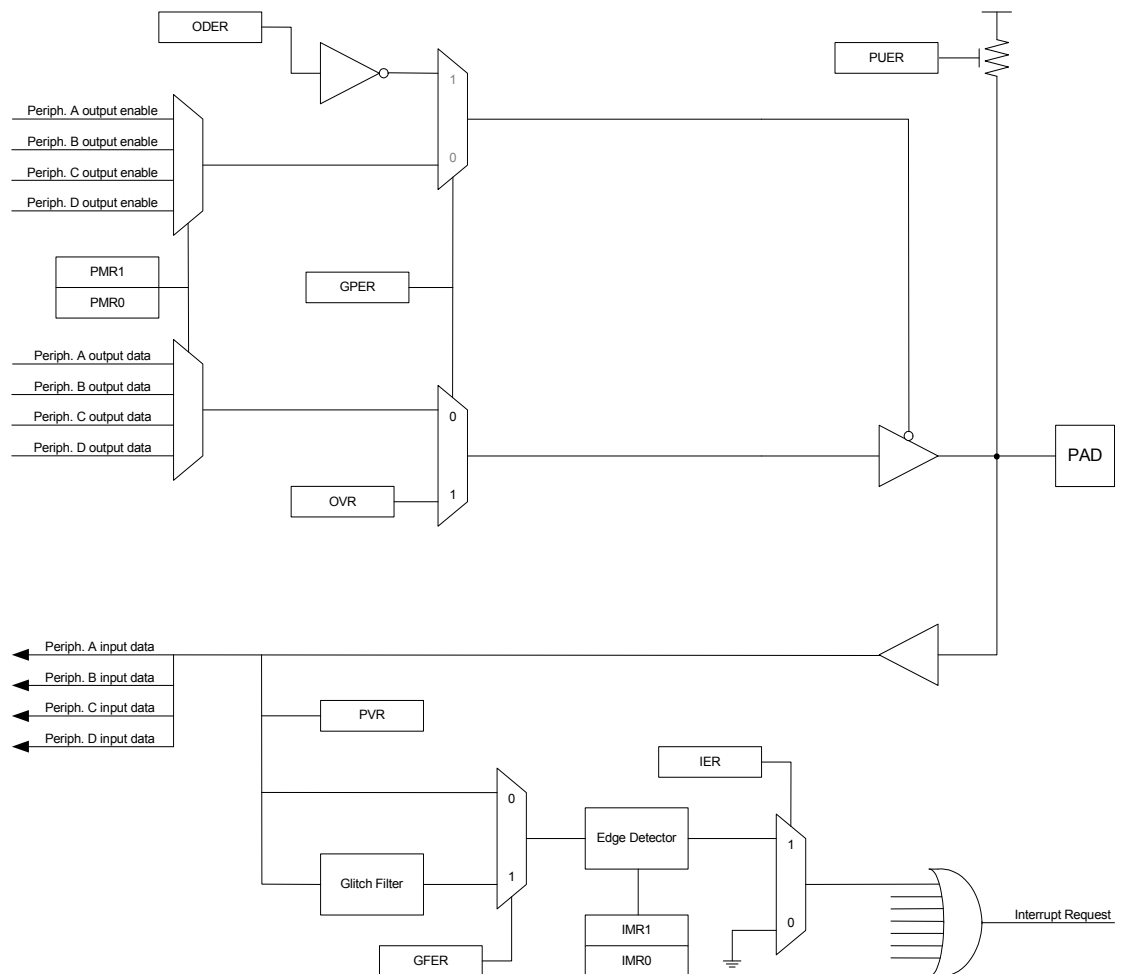 ODER
PUER
1
Periph. A output enable
Periph. B output enable
0
Periph. C output enable
Periph. D output enable
PMR1
GPER
PMR0
Periph. A output data
Periph. B output data
0
Periph. C output data
Periph. D output data
PAD
OVR
1
Periph. A input data
Periph. B input data
Periph. C input data
PVR
Periph. D input data
IER
0
Edge Detector
1
Glitch Filter
1
IMR1
0
Interrupt Request
GFER
IMR0